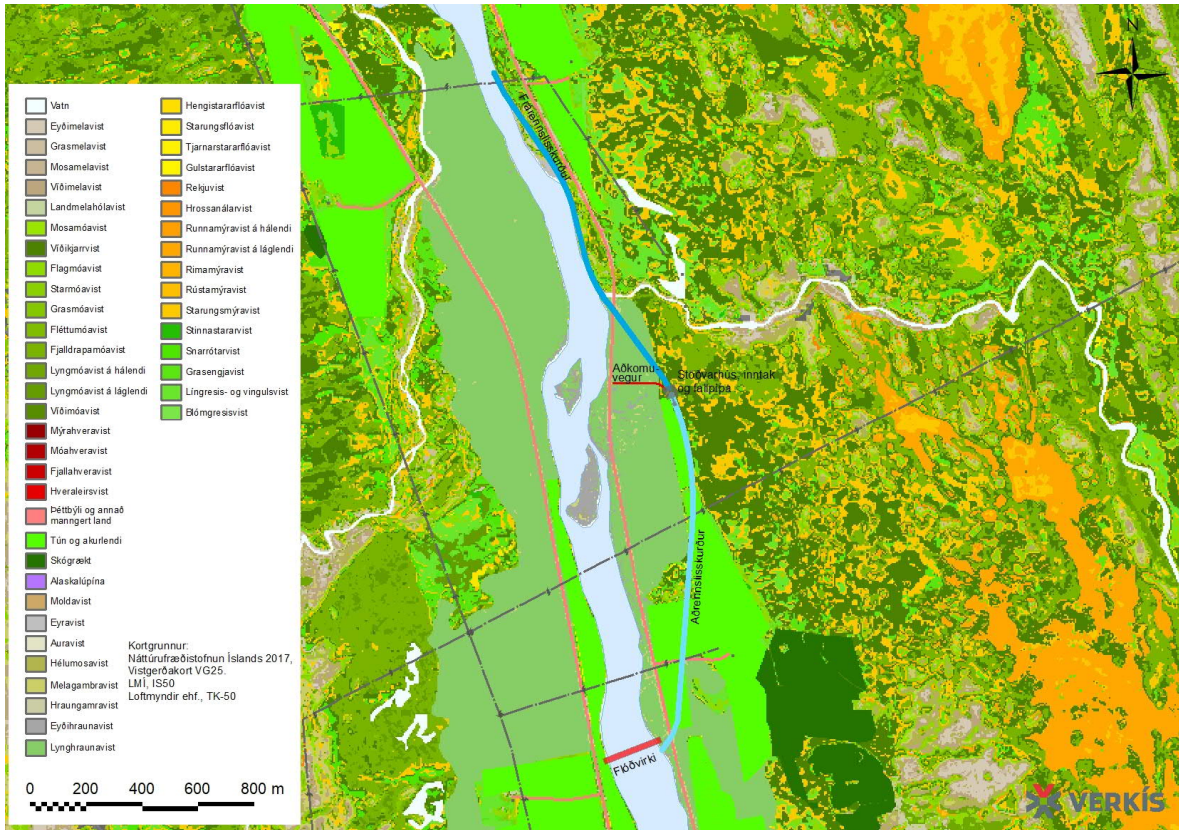 Vatn
Eyðimelavist
Grasmelavist
Mosamelavist
Víðimelavist
Landmelahólavist
Mosamóavist
Víðikjarrvist
Flagmóavist
Starmóavist
Grasmóavist
Fléttumóavist
Fjalldrapamóavist
Lyngmóavist á hálendi
Lyngmóavist á láglendi
Víðimóavist
Mýrahveravist
Móahveravist
Fjallahveravist
Hveraleirsvist
Þéttbýli og annað
manngert land
Tún og akurlendi
Skógrækt
Alaskalúpína
Moldavist
Eyravist
Auravist
Hélumosavist
Melagambravist
Hraungamravist
Eyðihraunavist
Lynghraunavist
Hengistararflóavist
Starungsflóavist
Tjarnarstararflóavist
Gulstararflóavist
Rekjuvist
Hrossanálarvist
Runnamýravist á hálendi
Runnamýravist á láglendi
Rimamýravist
Rústamýravist
Starungsmýravist
Stinnastararvist
Snarrótarvist
Grasengjavist
Língresis- og vingulsvist
Blómgresisvist
Kortgrunnur:
Náttúrufræðistofnun Íslands 2017,
Vistgerðakort VG25.
LMÍ, IS50
Loftmyndir ehf., TK-50
0 200 400 600 800 m
N
Frárennslisskurður
Aðkomu-
vegur
Stöðvarhús, inntak
og fallpípa
Aðrennslisskurður
Flóðvirki
VERKÍS